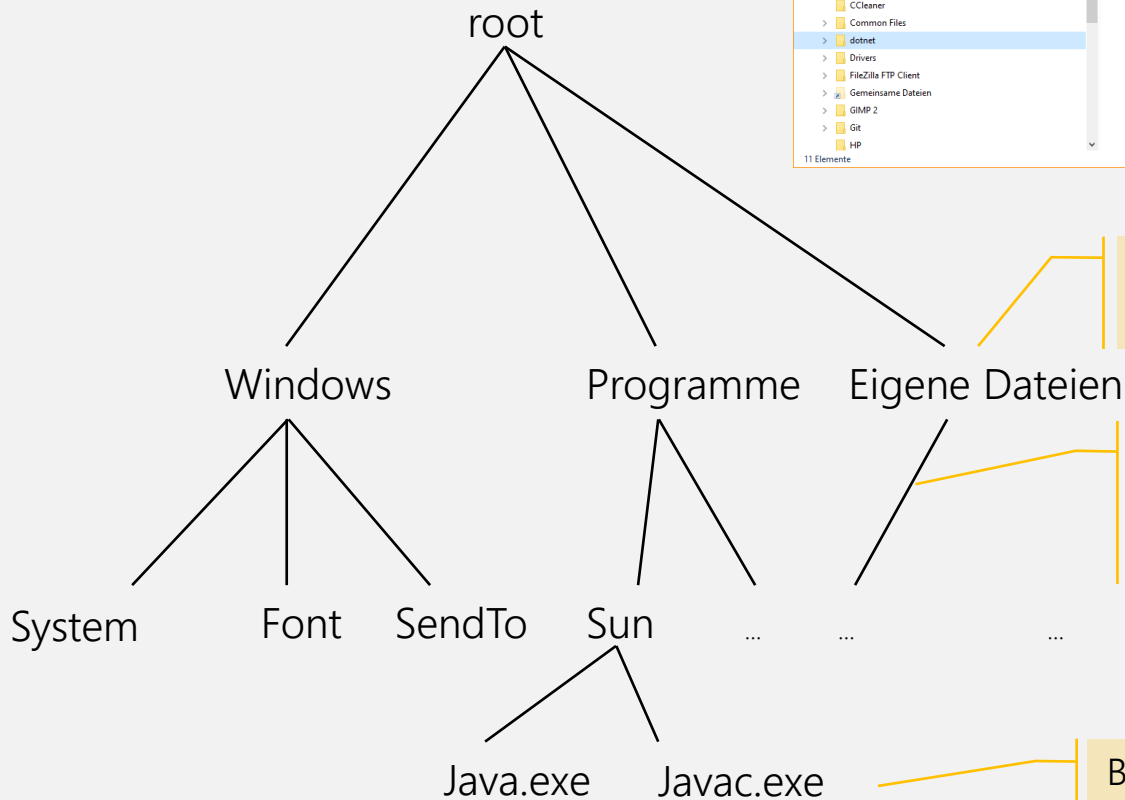 root
CCleaner
Common Files
dotnet
Drivers
FileZilla FTP Client
Gemeinsame Dateien
GIMP 2
Git
HP
11 Elemente
Windows
Programme
Eigene Dateien
System
Font
SendTo
Sun
...
...
...
Java.exe
Javac.exe
B